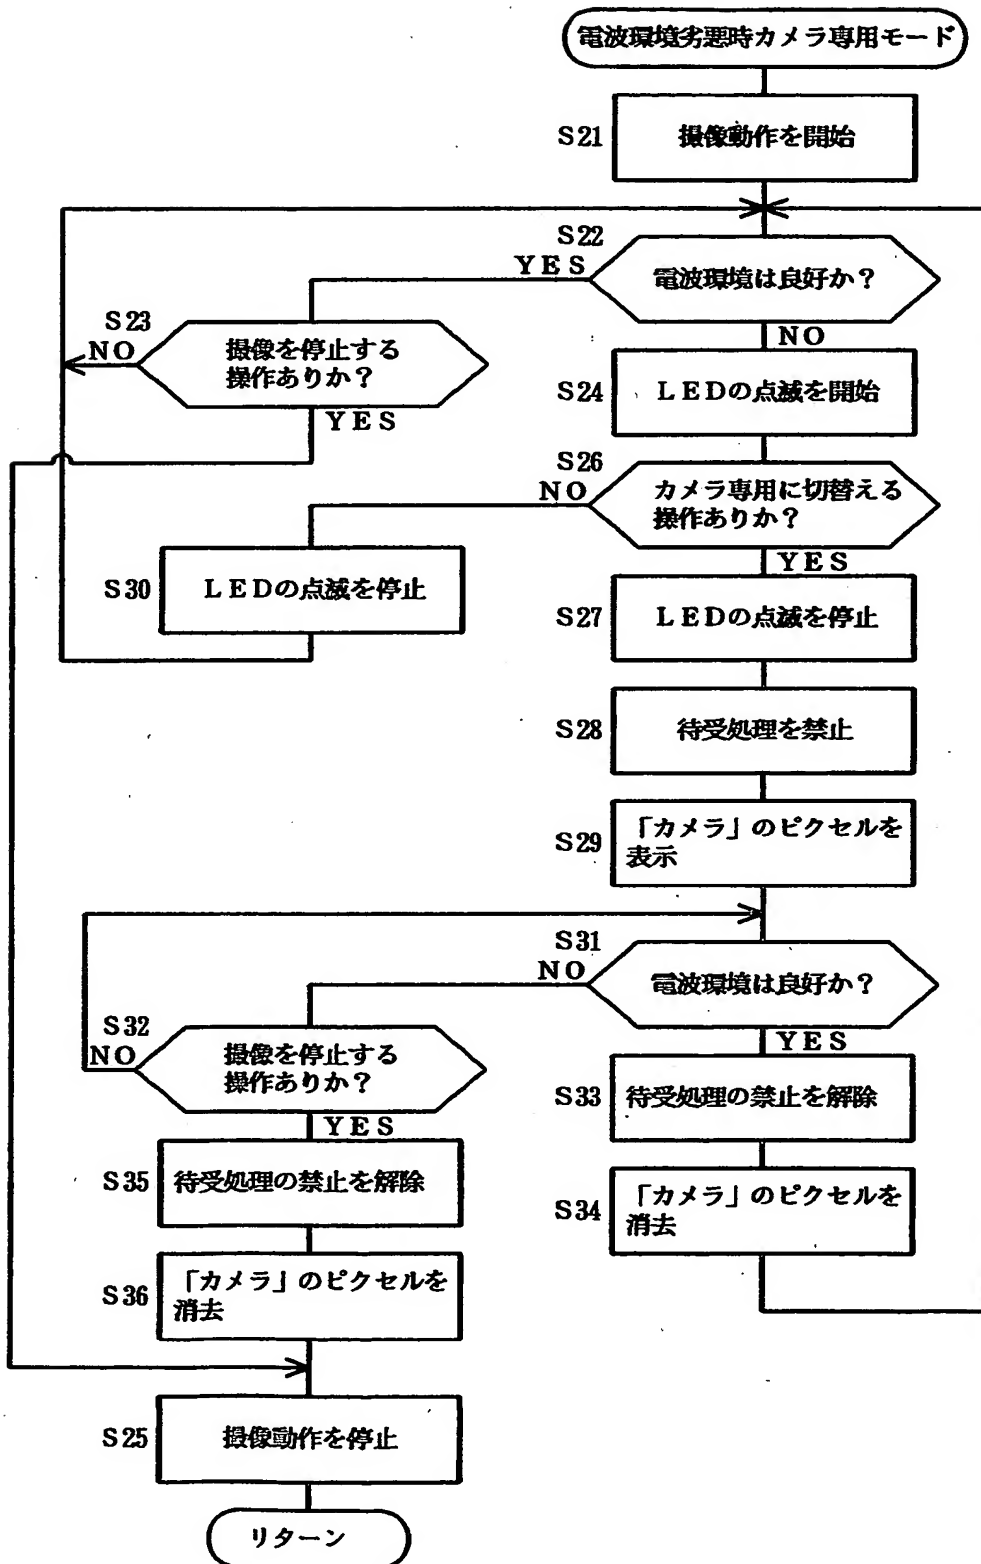 電波環境劣悪時カメラ専用モード
S21
撮像動作を開始
S22
YES
電波環境は良好か？
NO
S23
NO
撮像を停止する
操作ありか？
YES
S24
LEDの点滅を開始
S26
NO
カメラ専用に切替える
操作ありか？
YES
S30
LEDの点滅を停止
S27
LEDの点滅を停止
S28
待受処理を禁止
S29
「カメラ」のピクセルを
表示
S31
NO
電波環境は良好か？
YES
S32
NO
撮像を停止する
操作ありか？
YES
S33
待受処理の禁止を解除
S35
待受処理の禁止を解除
S34
「カメラ」のピクセルを
消去
S36
「カメラ」のピクセルを
消去
S25
撮像動作を停止
リターン